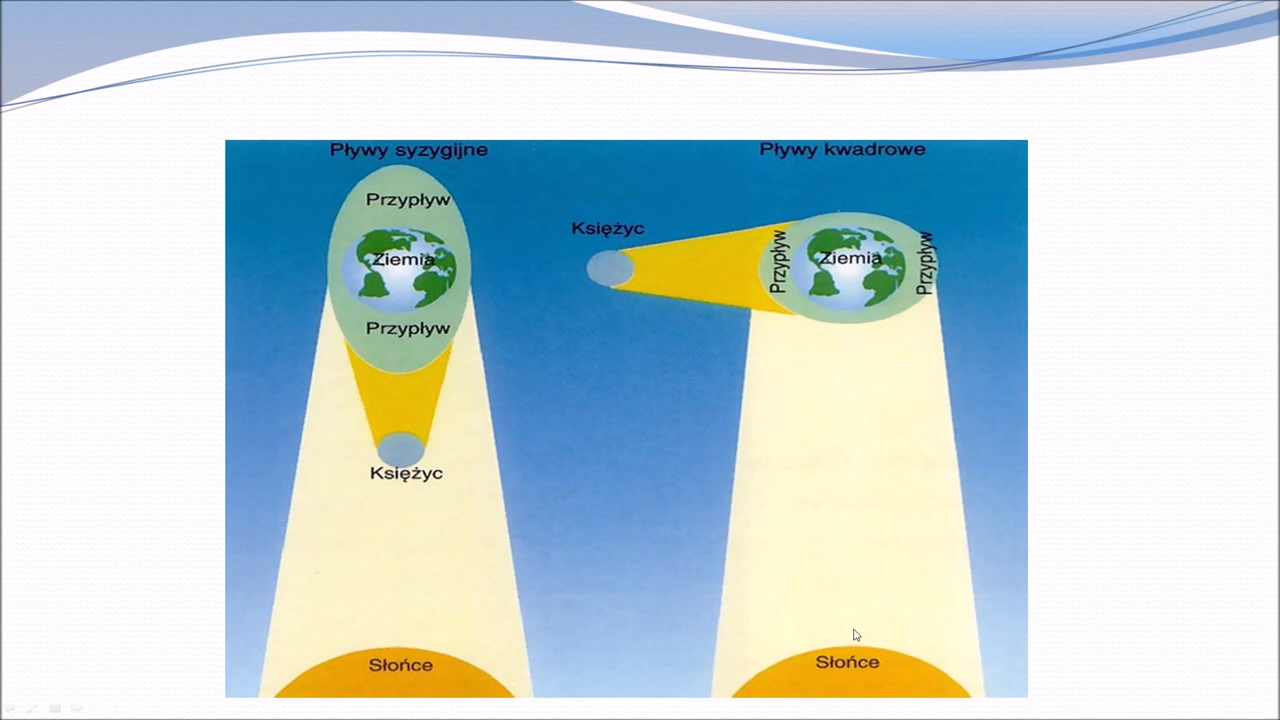 Pływy syzygijne
Przypływ
Ziemia
Przypływ
Księżyc
Słońce
Pływy kwadrowe
Księżyc
Przypływ
Ziemia
Przypływ
Słońce